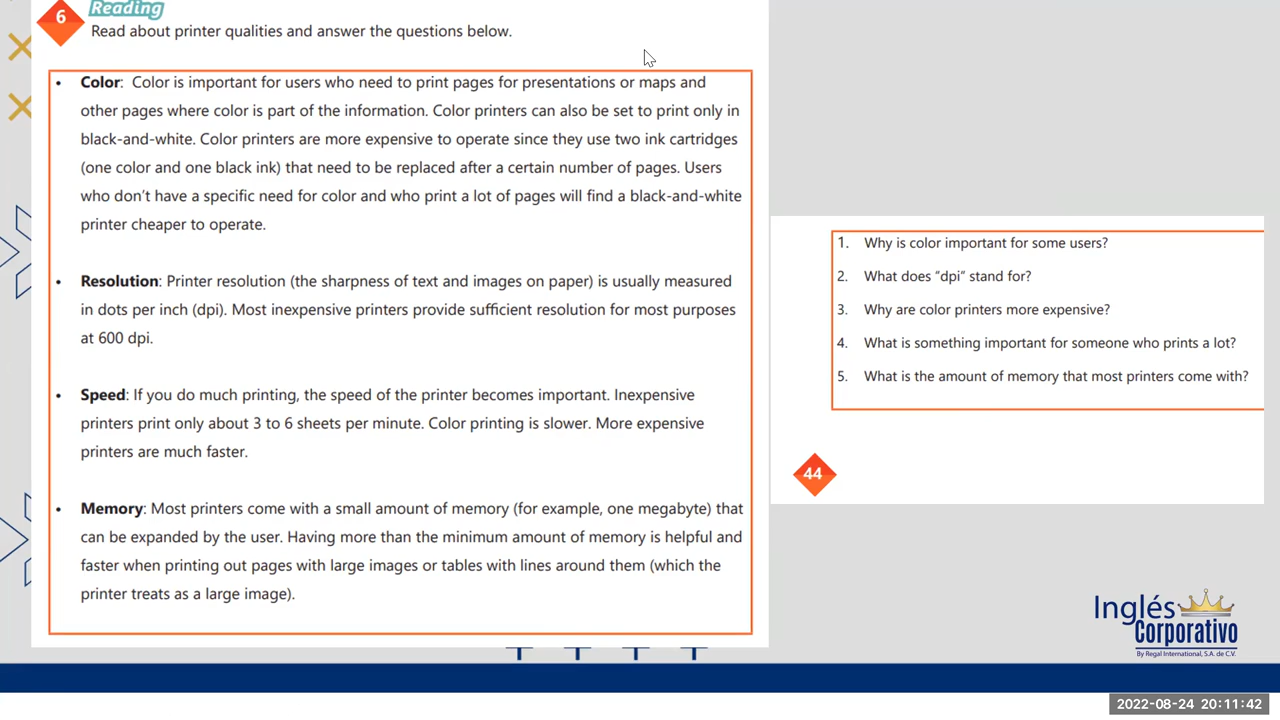 6
Reading
Read about printer qualities and answer the questions below.
• Color: Color is important for users who need to print pages for presentations or maps and
other pages where color is part of the information. Color printers can also be set to print only in
black-and-white. Color printers are more expensive to operate since they use two ink cartridges
(one color and one black ink) that need to be replaced after a certain number of pages. Users
who don’t have a specific need for color and who print a lot of pages will find a black-and-white
printer cheaper to operate.
• Resolution: Printer resolution (the sharpness of text and images on paper) is usually measured
in dots per inch (dpi). Most inexpensive printers provide sufficient resolution for most purposes
at 600 dpi.
• Speed: If you do much printing, the speed of the printer becomes important. Inexpensive
printers print only about 3 to 6 sheets per minute. Color printing is slower. More expensive
printers are much faster.
• Memory: Most printers come with a small amount of memory (for example, one megabyte) that
can be expanded by the user. Having more than the minimum amount of memory is helpful and
faster when printing out pages with large images or tables with lines around them (which the
printer treats as a large image).
1. Why is color important for some users?
2. What does “dpi” stand for?
3. Why are color printers more expensive?
4. What is something important for someone who prints a lot?
5. What is the amount of memory that most printers come with?
44
Inglés
Corporativo
By Regal International, S.A. de C.V.
2022-08-24 20:11:42